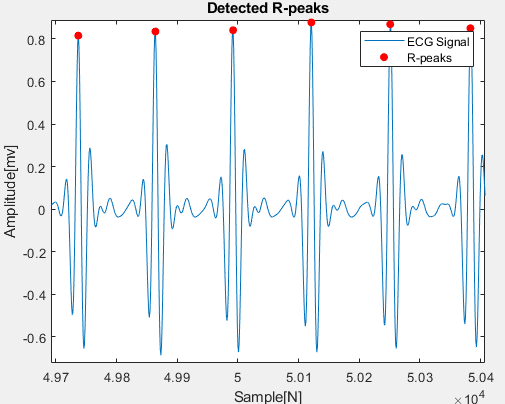 Detected R-peaks
ECG Signal
R-peaks
Amplitude[mv]
0.8
0.6
0.4
0.2
0
-0.2
-0.4
-0.6
4.97 4.98 4.99 5 5.01 5.02 5.03 5.04
Sample[N]
×10^4